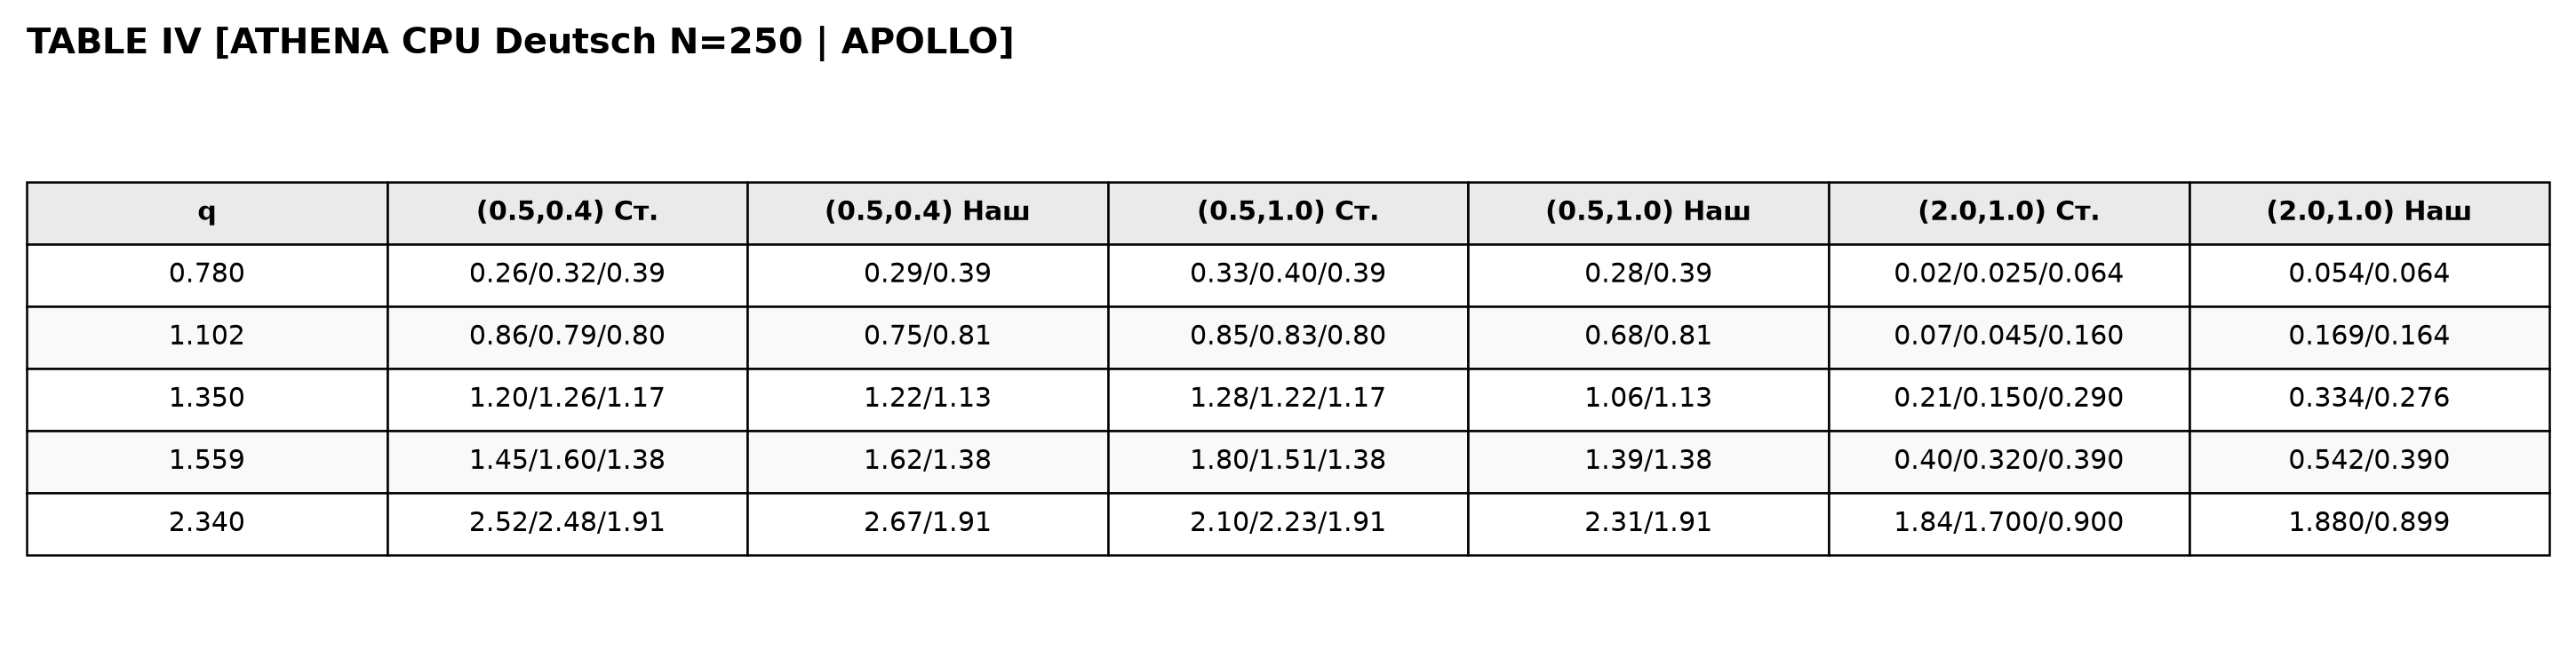 TABLE IV [ATHENA CPU Deutsch N=250 | APOLLO]
q (0.5,0.4) Ст. (0.5,0.4) Наш (0.5,1.0) Ст. (0.5,1.0) Наш (2.0,1.0) Ст. (2.0,1.0) Наш
0.780 0.26/0.32/0.39 0.29/0.39 0.33/0.40/0.39 0.28/0.39 0.02/0.025/0.064 0.054/0.064
1.102 0.86/0.79/0.80 0.75/0.81 0.85/0.83/0.80 0.68/0.81 0.07/0.045/0.160 0.169/0.164
1.350 1.20/1.26/1.17 1.22/1.13 1.28/1.22/1.17 1.06/1.13 0.21/0.150/0.290 0.334/0.276
1.559 1.45/1.60/1.38 1.62/1.38 1.80/1.51/1.38 1.39/1.38 0.40/0.320/0.390 0.542/0.390
2.340 2.52/2.48/1.91 2.67/1.91 2.10/2.23/1.91 2.31/1.91 1.84/1.700/0.900 1.880/0.899